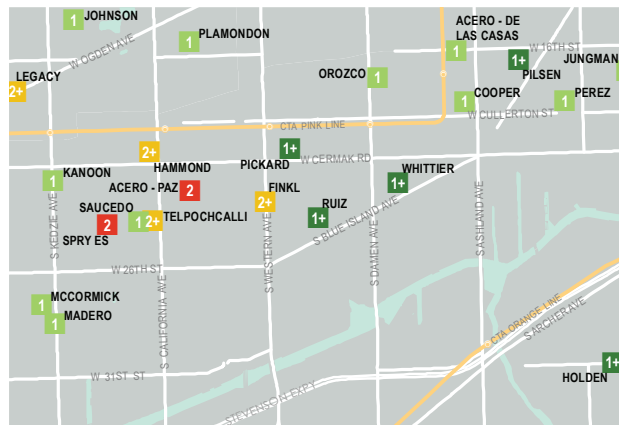 JOHNSON
1
PLAMONDON
1
W OGDEN AVE
ACERO - DE
LAS CASAS
1
W 16TH ST
1+
PILSEN
JUNGMAN
LEGACY
2+
OROZCO
1
1
COOPER
1
PEREZ
W CULLERTON ST
CTA PINK LINE
2+
HAMMOND
1+
PICKARD
W CERMAK RD
KANOON
1
ACERO - PAZ
2
FINKL
2+
WHITTIER
1+
SAUCEDO
2
SPRY ES
1
2+
TELPOCHCALLI
RUIZ
1+
S BLUE ISLAND AVE
S KEDZIE AVE
S CALIFORNIA AVE
S WESTERN AVE
S DAMEN AVE
S ASHLAND AVE
W 26TH ST
MCCORMICK
1
MADERO
1
CTA ORANGE LINE
S ARCHER AVE
W 31ST ST
STEVENSON EXPY
HOLDEN
1+